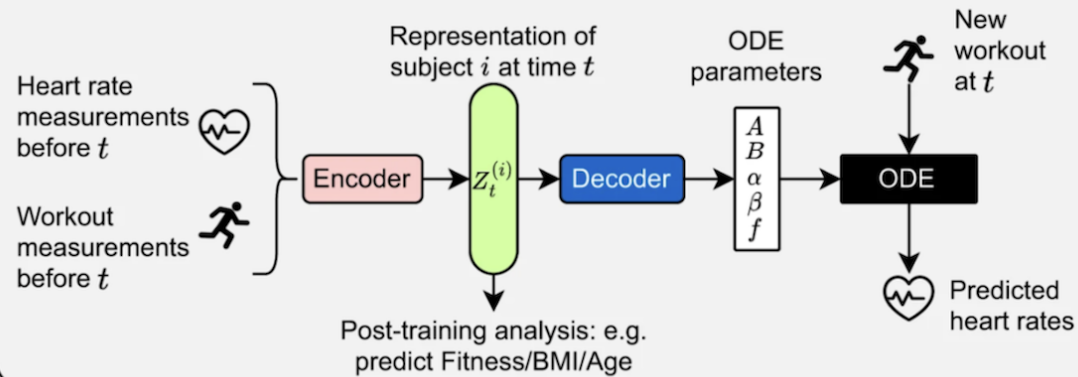 Heart rate
measurements
before t
Workout
measurements
before t
Encoder
Representation of
subject i at time t
Z_t^{(i)}
Post-training analysis: e.g.
predict Fitness/BMI/Age
Decoder
ODE
parameters
A
B
α
β
f
New
workout
at t
ODE
Predicted
heart rates